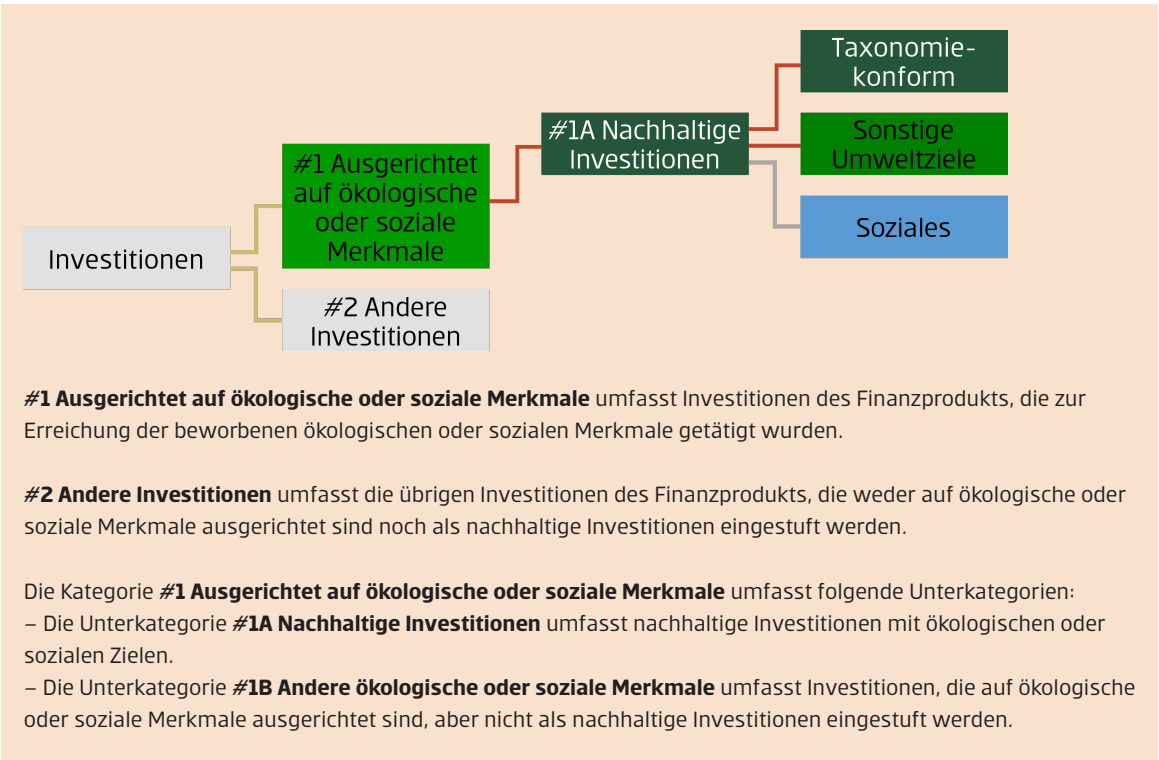 Taxonomie-
konform
#1A Nachhaltige
Investitionen
Sonstige
Umweltziele
#1 Ausgerichtet
auf ökologische
oder soziale
Merkmale
Soziales
Investitionen
#2 Andere
Investitionen
#1 Ausgerichtet auf ökologische oder soziale Merkmale umfasst Investitionen des Finanzprodukts, die zur
Erreichung der beworbenen ökologischen oder sozialen Merkmale getätigt wurden.
#2 Andere Investitionen umfasst die übrigen Investitionen des Finanzprodukts, die weder auf ökologische oder
soziale Merkmale ausgerichtet sind noch als nachhaltige Investitionen eingestuft werden.
Die Kategorie #1 Ausgerichtet auf ökologische oder soziale Merkmale umfasst folgende Unterkategorien:
– Die Unterkategorie #1A Nachhaltige Investitionen umfasst nachhaltige Investitionen mit ökologischen oder
sozialen Zielen.
– Die Unterkategorie #1B Andere ökologische oder soziale Merkmale umfasst Investitionen, die auf ökologische
oder soziale Merkmale ausgerichtet sind, aber nicht als nachhaltige Investitionen eingestuft werden.